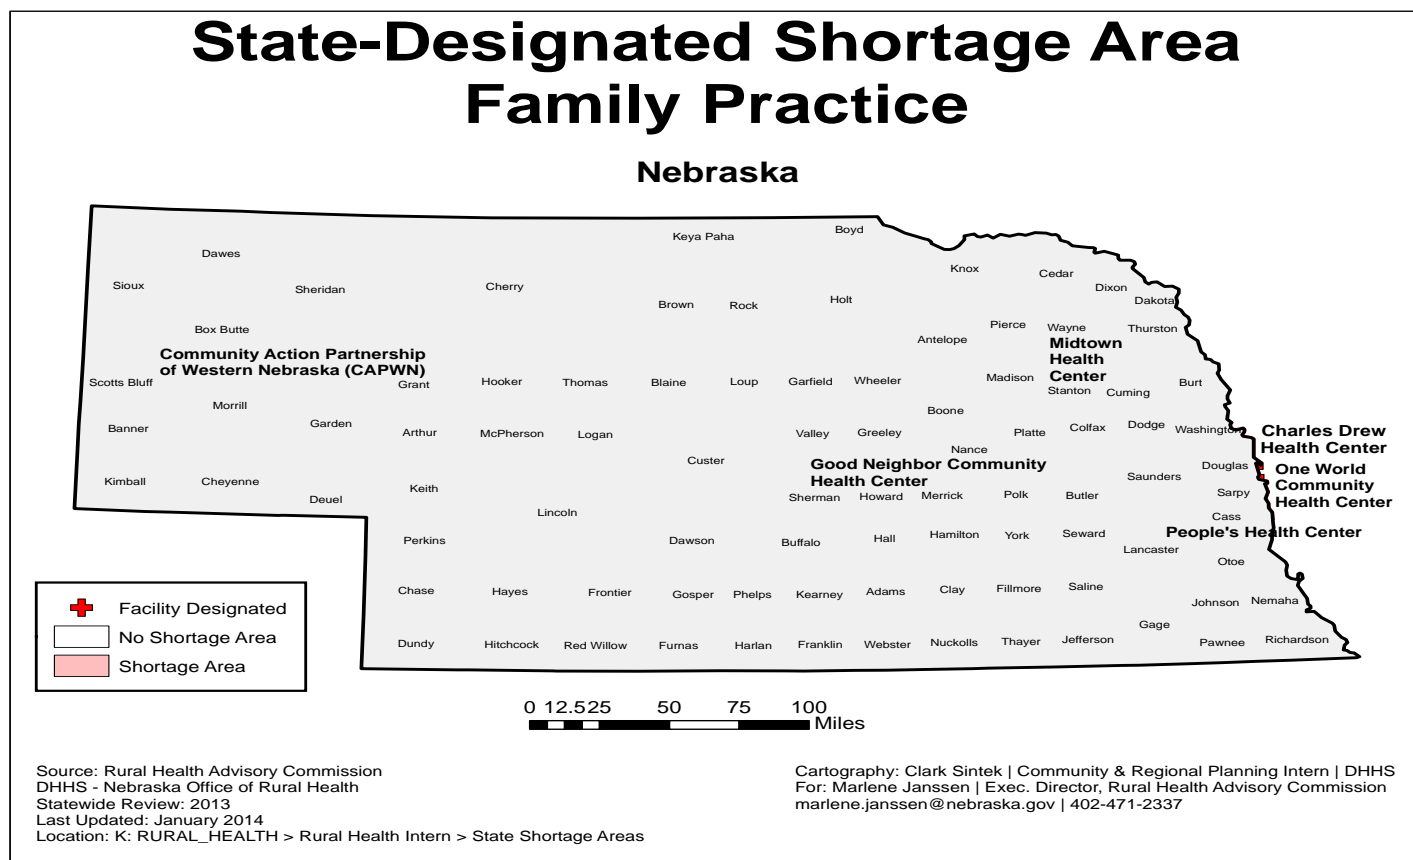 State-Designated Shortage Area
Family Practice
Nebraska
Keya Paha
Boyd
Dawes
Knox
Cedar
Sioux
Sheridan
Cherry
Dixon
Brown
Rock
Holt
Dakota
Box Butte
Pierce
Wayne
Thurston
Antelope
Midtown
Health
Center
Community Action Partnership
of Western Nebraska (CAPWN)
Scotts Bluff
Grant
Hooker
Thomas
Blaine
Loup
Garfield
Wheeler
Madison
Stanton
Cuming
Burt
Morrill
Boone
Banner
Garden
Arthur
McPherson
Logan
Valley
Greeley
Platte
Colfax
Dodge
Washington
Charles Drew
Health Center
Nance
Custer
Good Neighbor Community
Health Center
Douglas
One World
Community
Health Center
Kimball
Cheyenne
Deuel
Keith
Saunders
Sarpy
Sherman
Howard
Merrick
Polk
Butler
Lincoln
Cass
People's Health Center
Perkins
Dawson
Buffalo
Hall
Hamilton
York
Seward
Lancaster
Otoe
Chase
Hayes
Frontier
Gosper
Phelps
Kearney
Adams
Clay
Fillmore
Saline
Johnson
Nemaha
Gage
Dundy
Hitchcock
Red Willow
Furnas
Harlan
Franklin
Webster
Nuckolls
Thayer
Jefferson
Pawnee
Richardson
Facility Designated
No Shortage Area
Shortage Area
0 12.525 50 75 100
Miles
Source: Rural Health Advisory Commission
DHHS - Nebraska Office of Rural Health
Statewide Review: 2013
Last Updated: January 2014
Location: K: RURAL_HEALTH > Rural Health Intern > State Shortage Areas
Cartography: Clark Sintek | Community & Regional Planning Intern | DHHS
For: Marlene Janssen | Exec. Director, Rural Health Advisory Commission
marlene.janssen@nebraska.gov | 402-471-2337